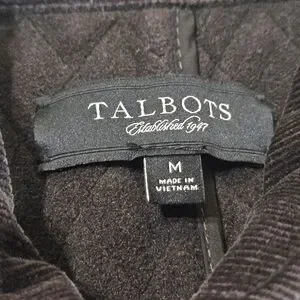 TALBOTS
Established 1947
M
MADE IN
VIETNAM